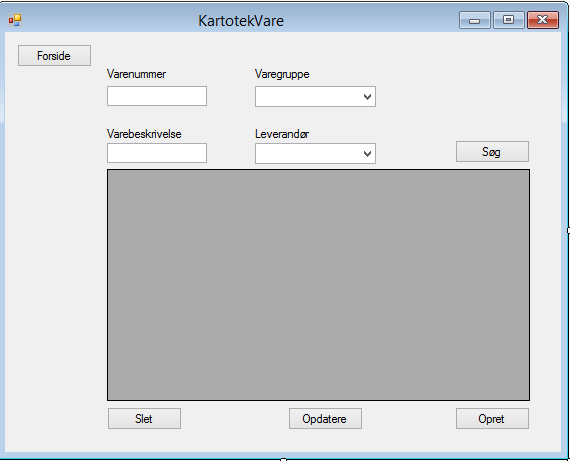 KartotekVare
Forside
Varenummer
Varegruppe
Varebeskrivelse
Leverandør
Søg
Slet
Opdatere
Opret